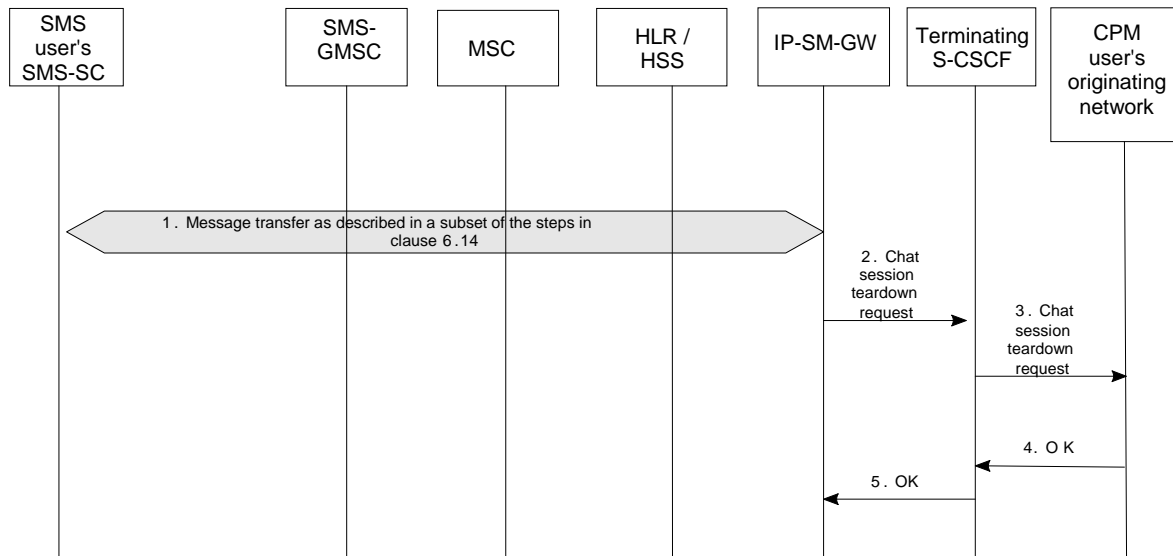 SMS
user's
SMS-SC
SMS-
GMSC
MSC
HLR /
HSS
IP-SM-GW
Terminating
S-CSCF
CPM
user's
originating
network
1. Message transfer as described in a subset of the steps in
clause 6.14
2. Chat
session
teardown
request
3. Chat
session
teardown
request
4. O K
5. OK